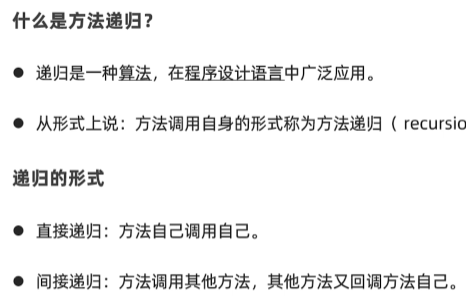 什么是方法递归？
● 递归是一种算法，在程序设计语言中广泛应用。
● 从形式上说：方法调用自身的形式称为方法递归（ recursio
递归的形式
● 直接递归：方法自己调用自己。
● 间接递归：方法调用其他方法，其他方法又回调方法自己。